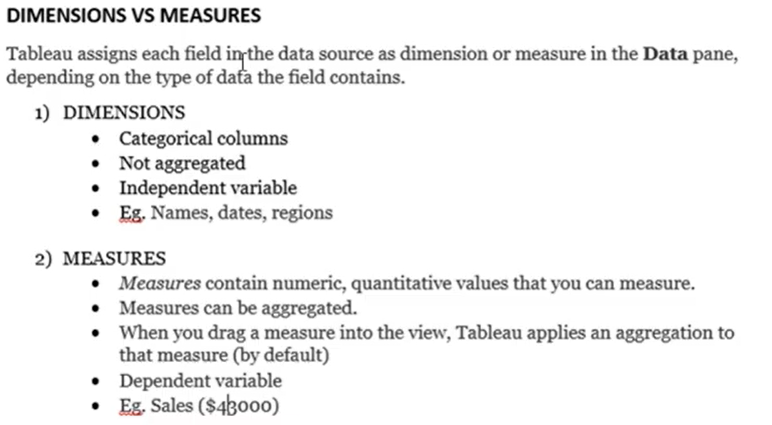 DIMENSIONS VS MEASURES
Tableau assigns each field in the data source as dimension or measure in the Data pane,
depending on the type of data the field contains.
1) DIMENSIONS
• Categorical columns
• Not aggregated
• Independent variable
• Eg. Names, dates, regions
2) MEASURES
• Measures contain numeric, quantitative values that you can measure.
• Measures can be aggregated.
• When you drag a measure into the view, Tableau applies an aggregation to
that measure (by default)
• Dependent variable
• Eg. Sales ($43000)